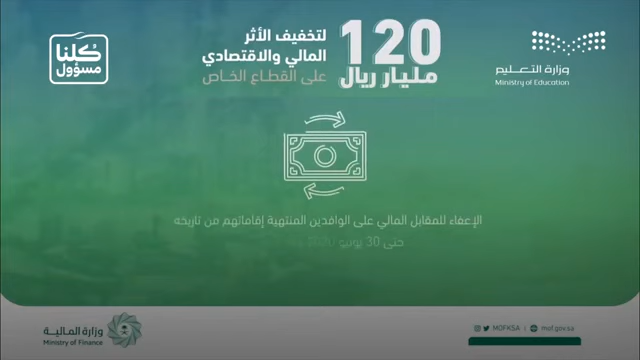 كلنا
مسؤول
120
مليار ريال
لتخفيف الأثر
المالي والاقتصادي
على القطاع الخاص
وزارة التعليم
Ministry of Education
الإعفاء للمقابل المالي على الوافدين المنتهية إقاماتهم من تاريخه
حتى 30 يونيو 2020
وزارة المالية
Ministry of Finance
MOFKSA
mof.gov.sa